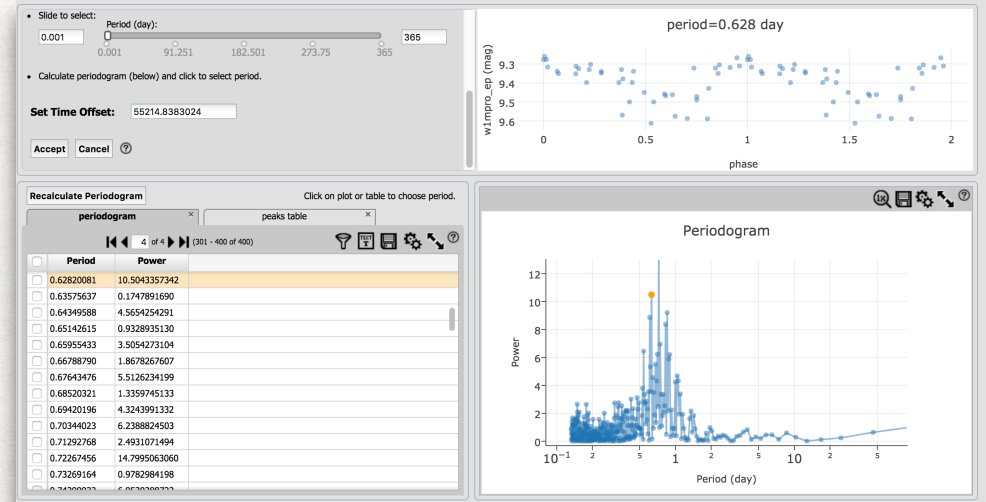 • Slide to select:
Period (day):
0.001
365
0.001 91.251 182.501 273.75 365
• Calculate periodogram (below) and click to select period.
Set Time Offset: 55214.8383024
Accept Cancel ?
period=0.628 day
w1mpro_ep (mag)
9.3
9.4
9.5
9.6
0 0.5 1 1.5 2
phase
Recalculate Periodogram Click on plot or table to choose period.
periodogram × peaks table ×
4 of 4 (301 - 400 of 400) TEXT ?
Period Power
0.62820081 10.5043357342
0.63575637 0.1747891690
0.64349588 4.5654254291
0.65142615 0.9328935130
0.65955433 3.5054273104
0.66788790 1.8678267607
0.67643476 5.5126234199
0.68520321 1.3359745133
0.69420196 4.3243991332
0.70344023 6.2388824503
0.71292768 2.4931071494
0.72267456 14.7995063060
0.73269164 0.9782984198
1x ?
Periodogram
Power
12
10
8
6
4
2
0
10−1 2 5 1 2 5 10 2 5
Period (day)